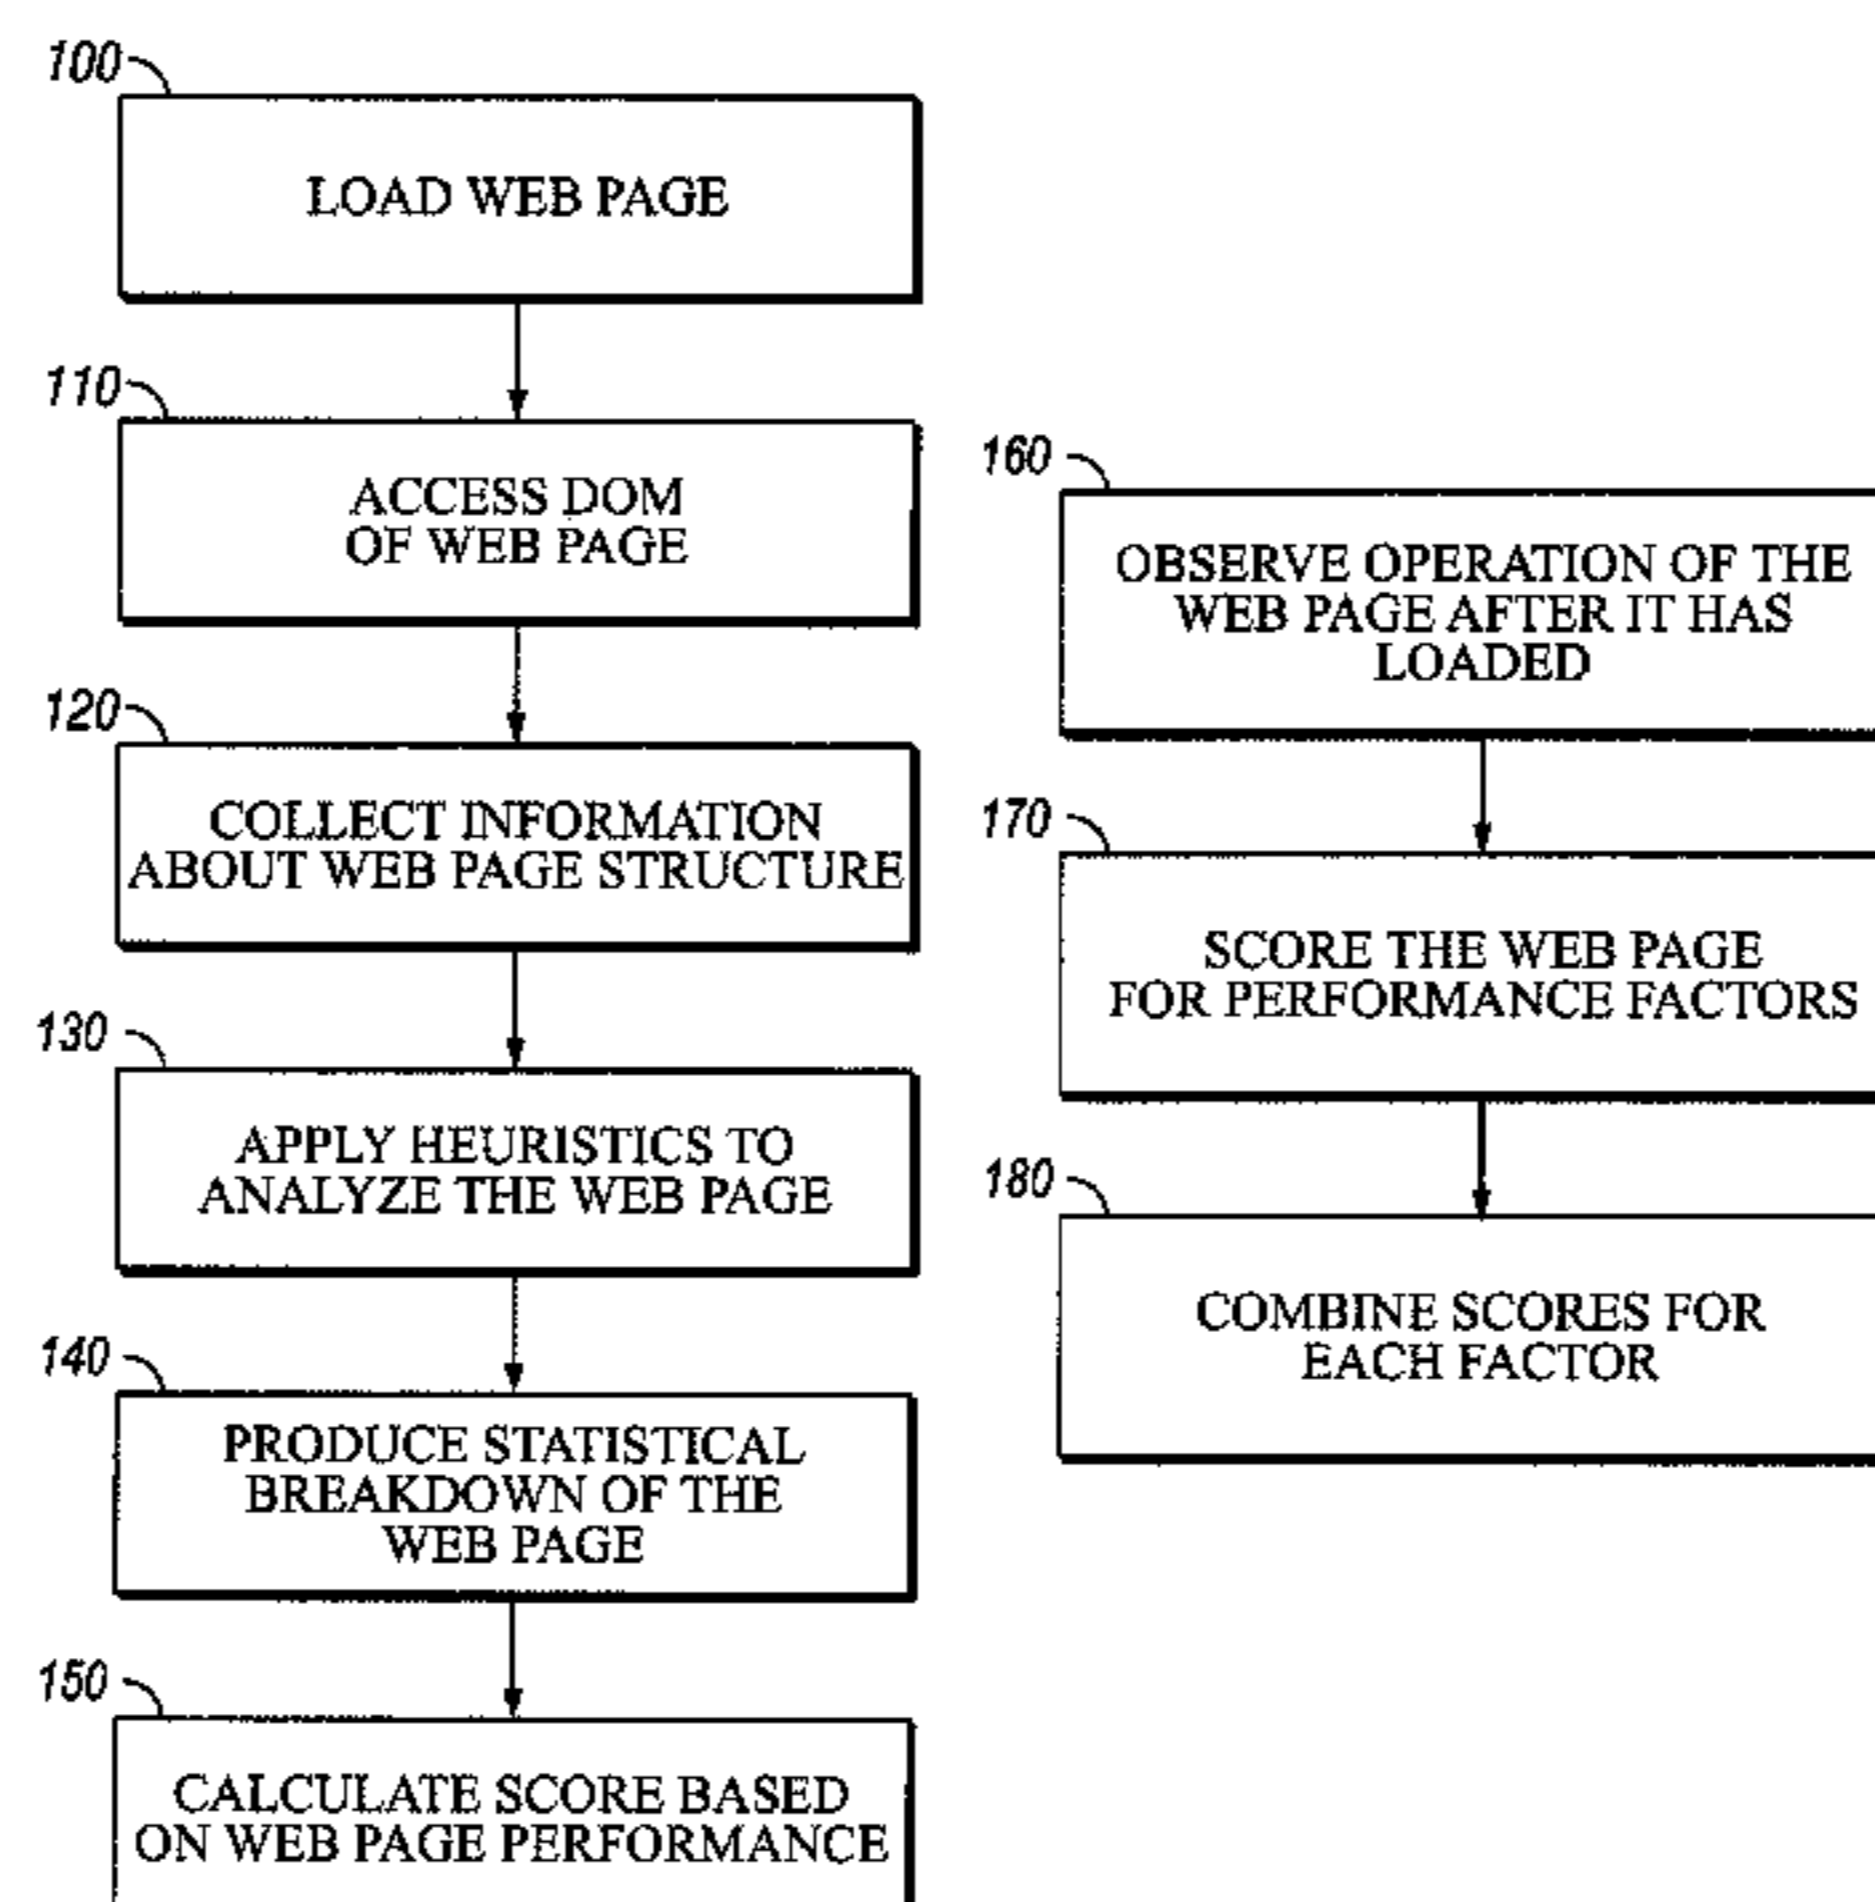 100
LOAD WEB PAGE
110
ACCESS DOM
OF WEB PAGE
120
COLLECT INFORMATION
ABOUT WEB PAGE STRUCTURE
130
APPLY HEURISTICS TO
ANALYZE THE WEB PAGE
140
PRODUCE STATISTICAL
BREAKDOWN OF THE
WEB PAGE
150
CALCULATE SCORE BASED
ON WEB PAGE PERFORMANCE
160
OBSERVE OPERATION OF THE
WEB PAGE AFTER IT HAS
LOADED
170
SCORE THE WEB PAGE
FOR PERFORMANCE FACTORS
180
COMBINE SCORES FOR
EACH FACTOR